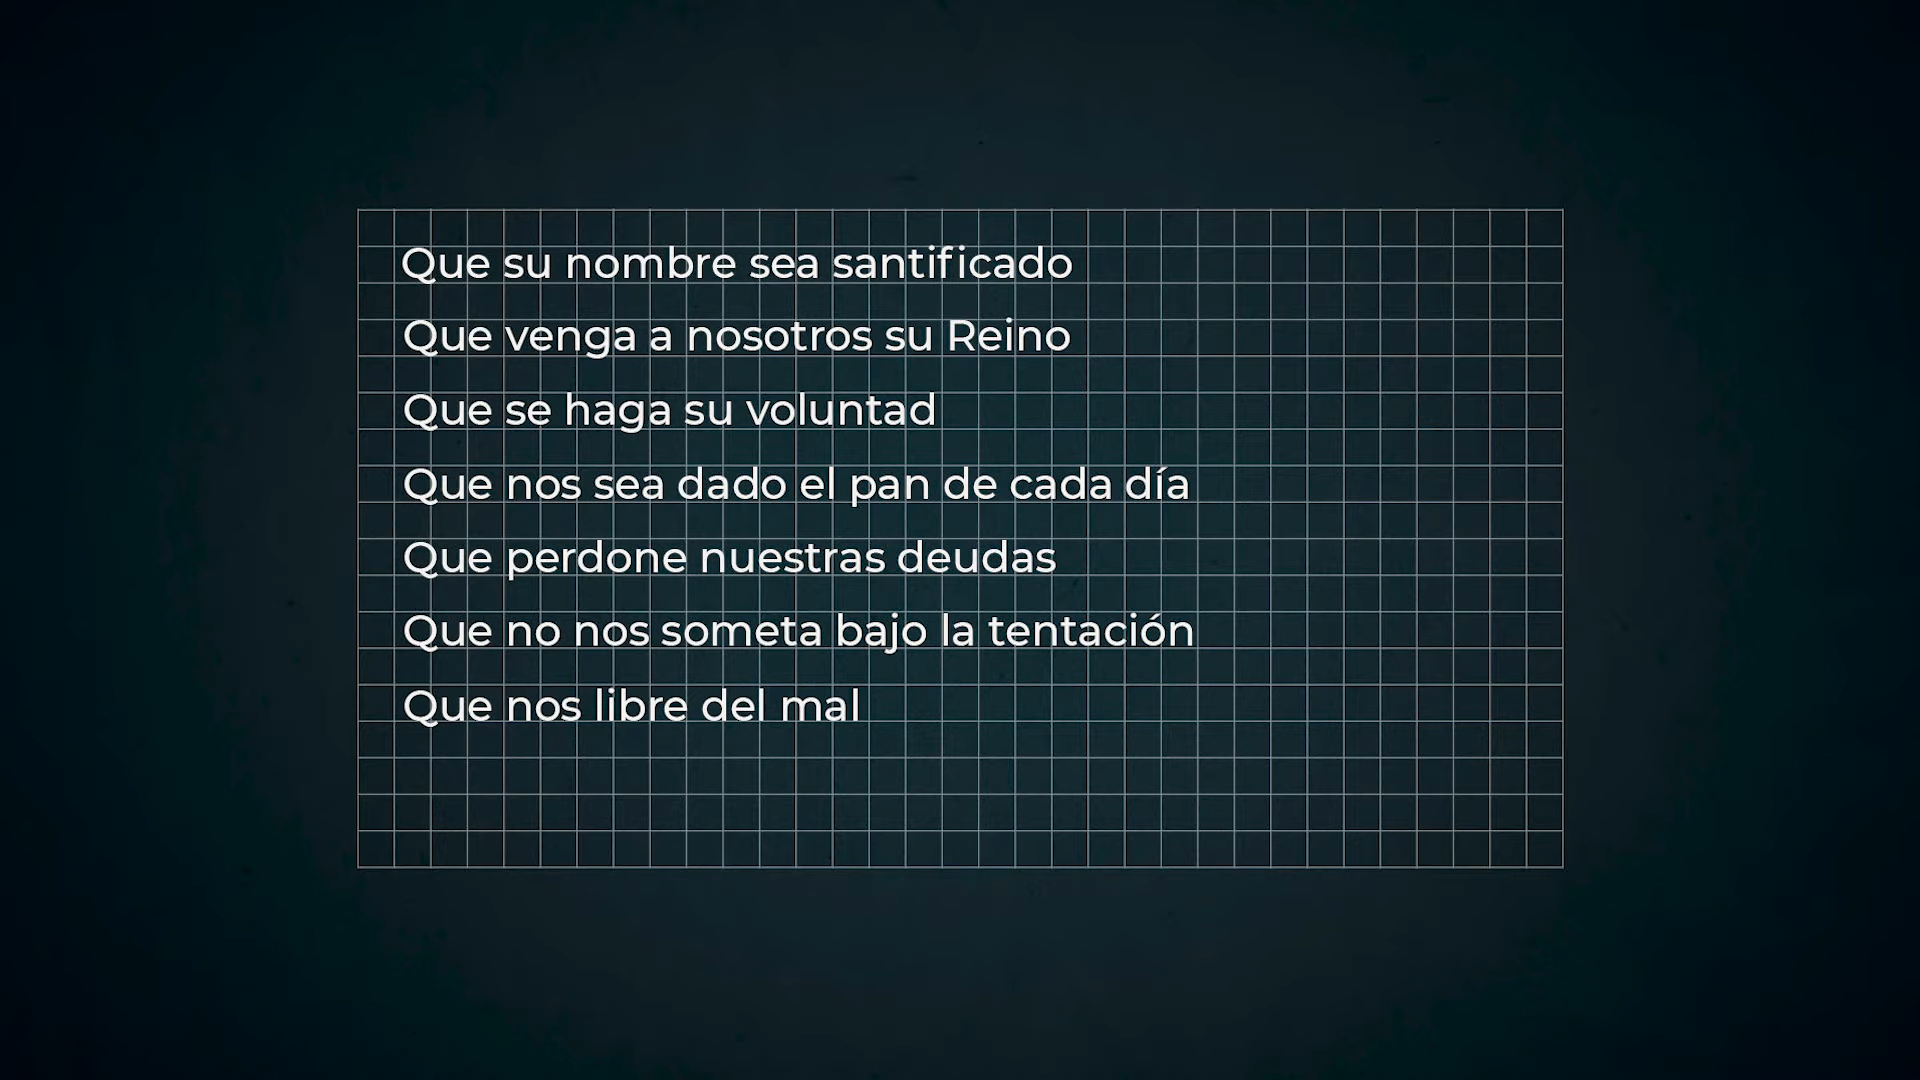 Que su nombre sea santificado
Que venga a nosotros su Reino
Que se haga su voluntad
Que nos sea dado el pan de cada día
Que perdone nuestras deudas
Que no nos someta bajo la tentación
Que nos libre del mal